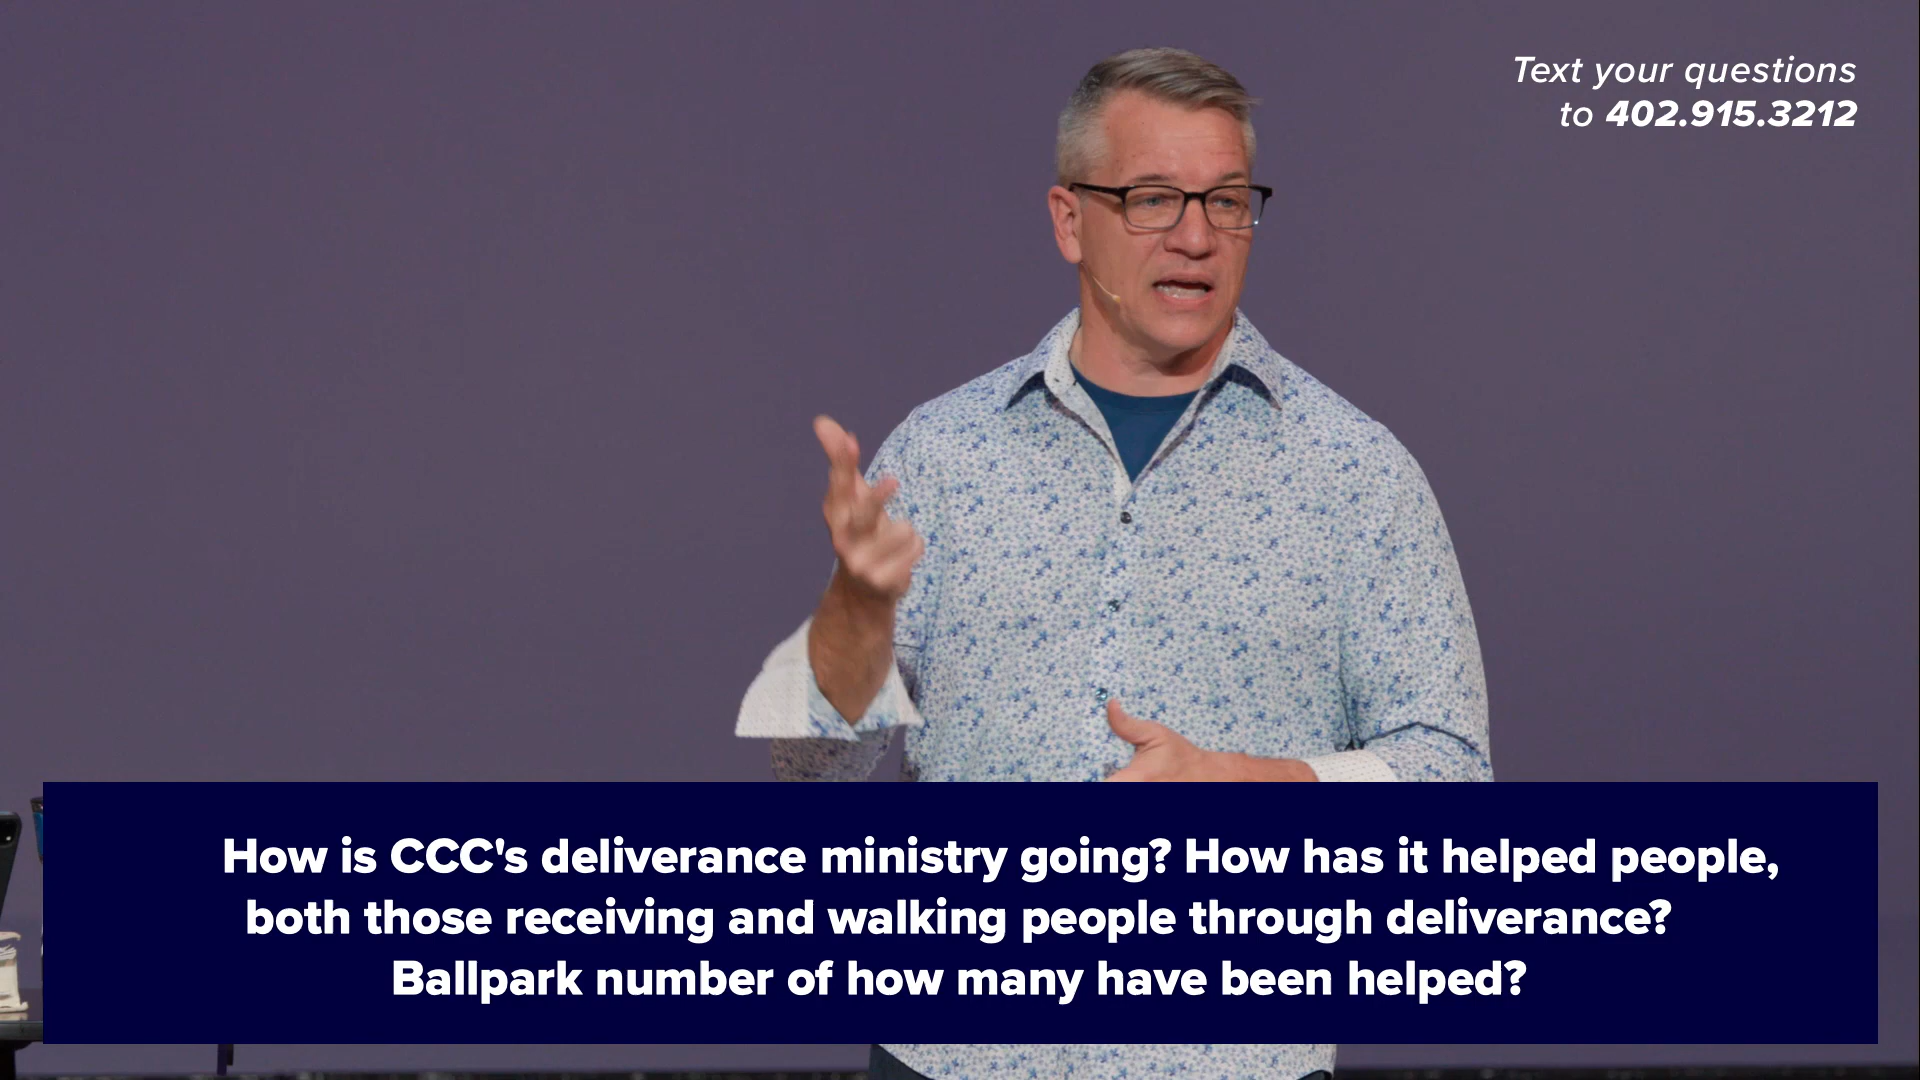 Text your questions
to 402.915.3212
How is CCC's deliverance ministry going? How has it helped people,
both those receiving and walking people through deliverance?
Ballpark number of how many have been helped?